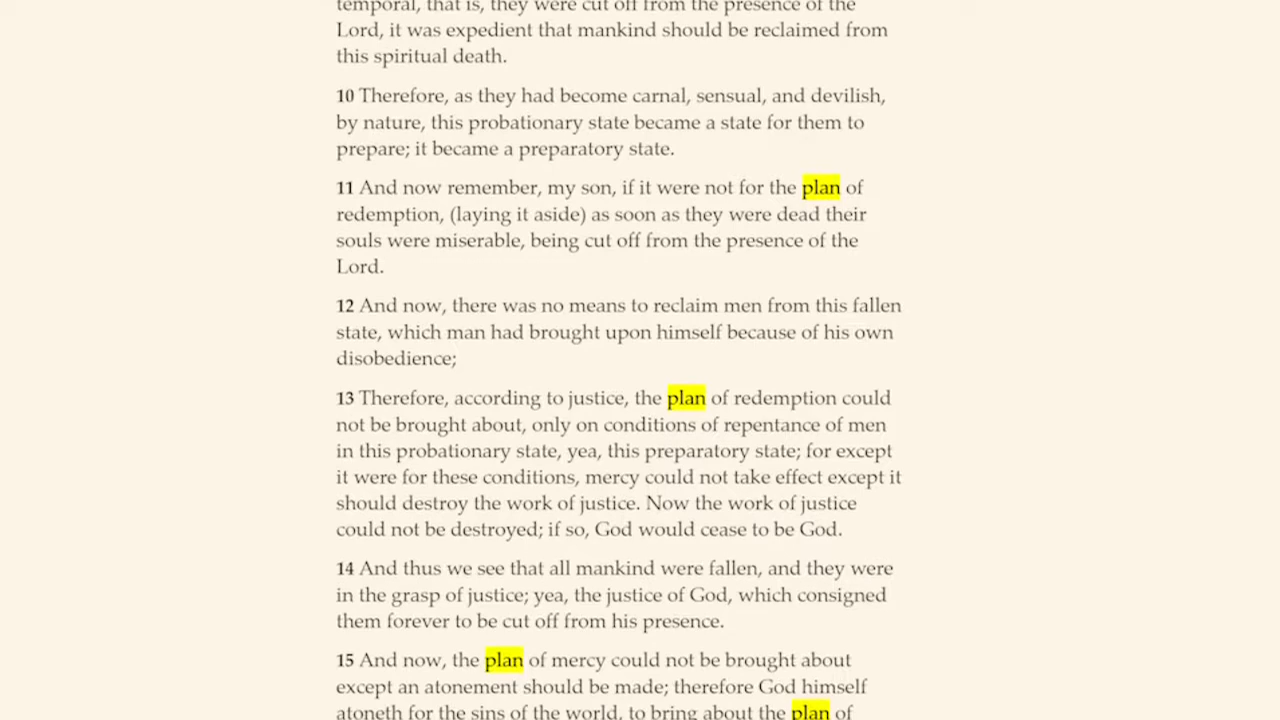 temporal, that is, they were cut off from the presence of the
Lord, it was expedient that mankind should be reclaimed from
this spiritual death.
10 Therefore, as they had become carnal, sensual, and devilish,
by nature, this probationary state became a state for them to
prepare; it became a preparatory state.
11 And now remember, my son, if it were not for the plan of
redemption, (laying it aside) as soon as they were dead their
souls were miserable, being cut off from the presence of the
Lord.
12 And now, there was no means to reclaim men from this fallen
state, which man had brought upon himself because of his own
disobedience;
13 Therefore, according to justice, the plan of redemption could
not be brought about, only on conditions of repentance of men
in this probationary state, yea, this preparatory state; for except
it were for these conditions, mercy could not take effect except it
should destroy the work of justice. Now the work of justice
could not be destroyed; if so, God would cease to be God.
14 And thus we see that all mankind were fallen, and they were
in the grasp of justice; yea, the justice of God, which consigned
them forever to be cut off from his presence.
15 And now, the plan of mercy could not be brought about
except an atonement should be made; therefore God himself
atoneth for the sins of the world, to bring about the plan of